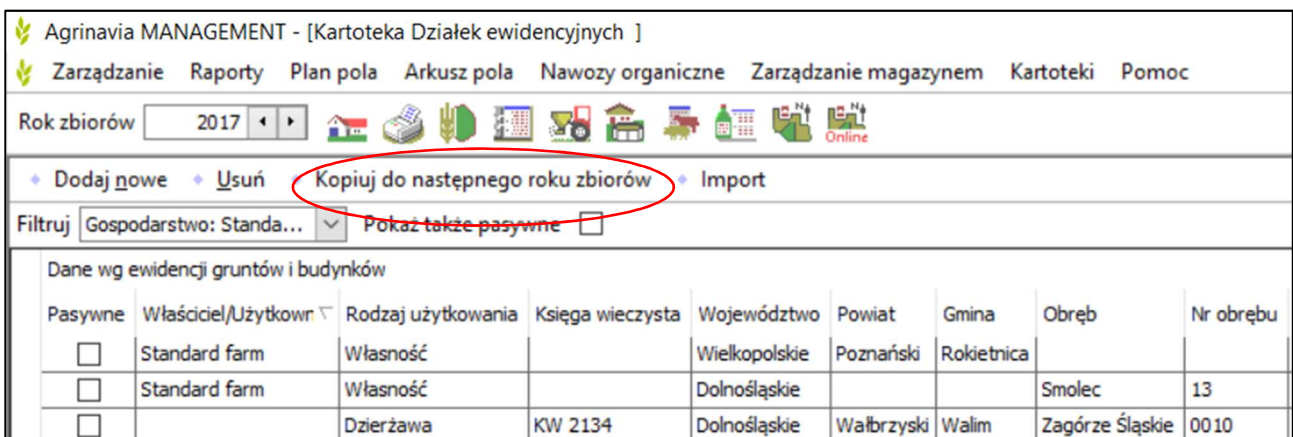 Agrinavia MANAGEMENT - [Kartoteka Działek ewidencyjnych ]
Zarządzanie Raporty Plan pola Arkusz pola Nawozy organiczne Zarządzanie magazynem Kartoteki Pomoc
Rok zbiorów 2017 Online
Dodaj nowe Usuń Kopiuj do następnego roku zbiorów Import
Filtruj Gospodarstwo: Standa... Pokaż także pasywne
Dane wg ewidencji gruntów i budynków
Pasywne Właściciel/Użytkown Rodzaj użytkowania Księga wieczysta Województwo Powiat Gmina Obręb Nr obrębu
Standard farm Własność Wielkopolskie Poznański Rokietnica
Standard farm Własność Dolnośląskie Smolec 13
Dzierżawa KW 2134 Dolnośląskie Wałbrzyski Walim Zagórze Śląskie 0010